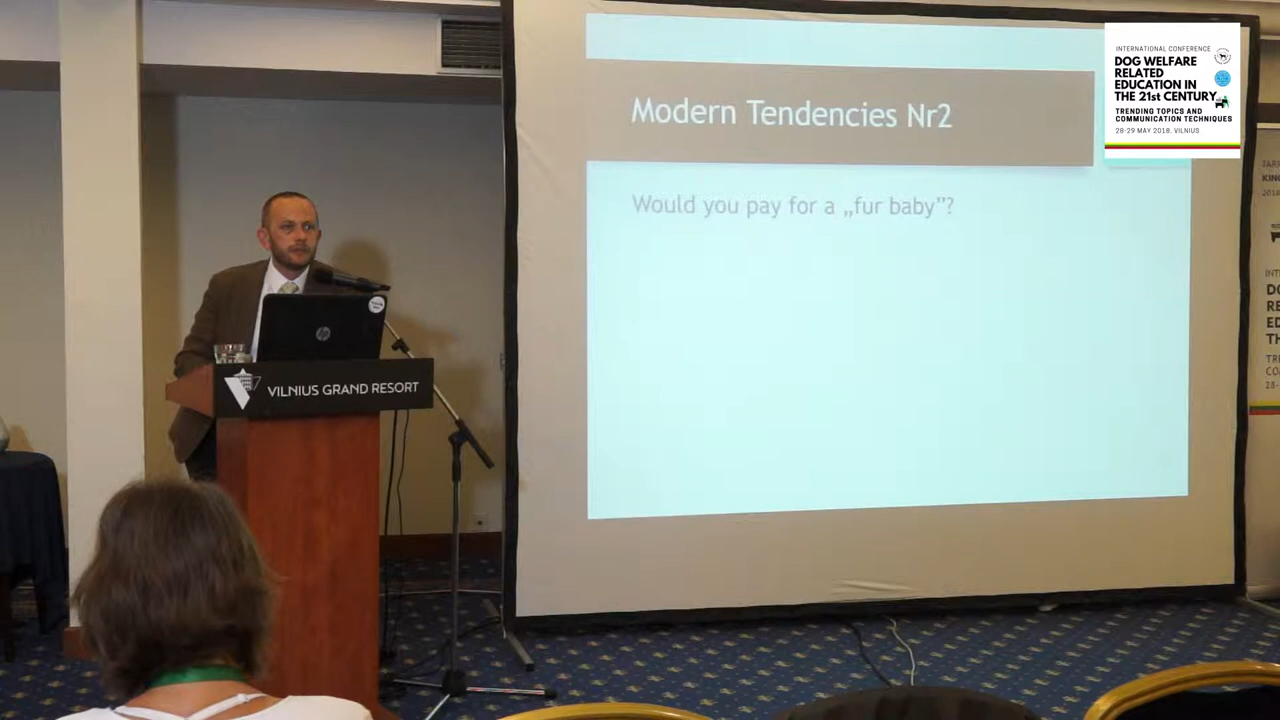 Modern Tendencies Nr2
Would you pay for a „fur baby”?
INTERNATIONAL CONFERENCE
DOG WELFARE
RELATED
EDUCATION IN
THE 21st CENTURY
TRENDING TOPICS AND
COMMUNICATION TECHNIQUES
28-29 MAY 2018, VILNIUS
VILNIUS GRAND RESORT
hp